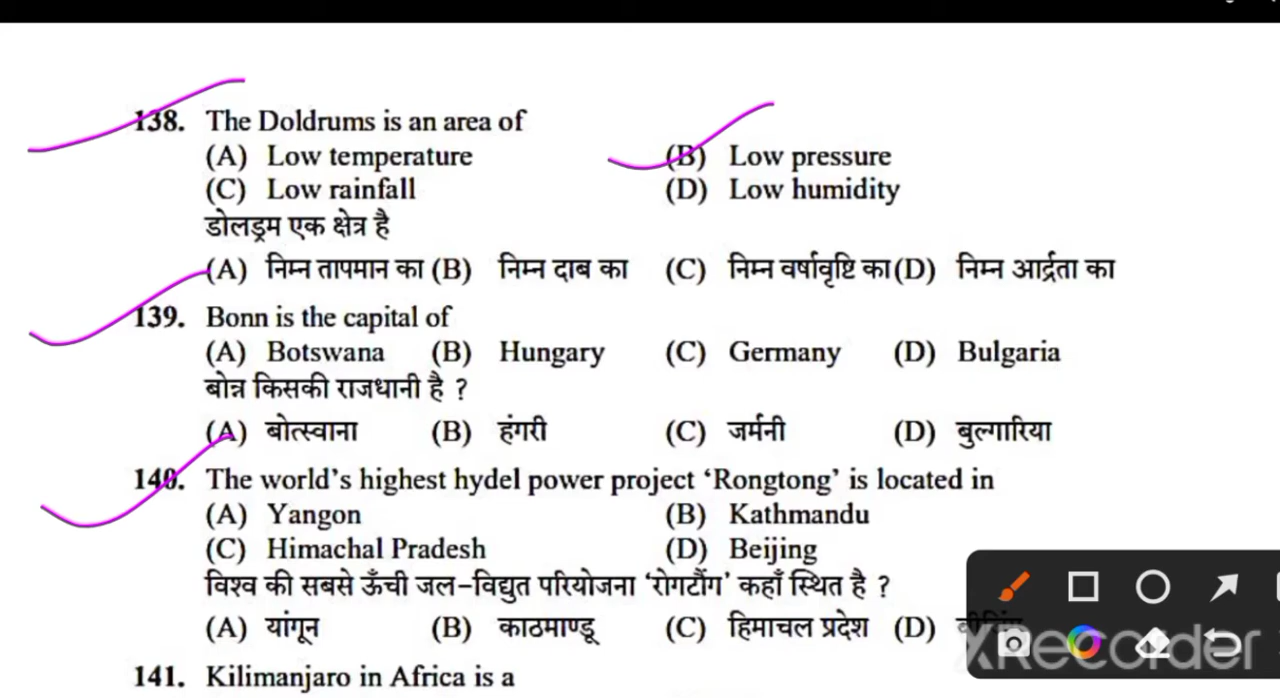 138. The Doldrums is an area of
(A) Low temperature (B) Low pressure
(C) Low rainfall (D) Low humidity
डोलड्रम एक क्षेत्र है
(A) निम्न तापमान का (B) निम्न दाब का (C) निम्न वर्षावृष्टि का (D) निम्न आर्द्रता का
139. Bonn is the capital of
(A) Botswana (B) Hungary (C) Germany (D) Bulgaria
बोन्न किसकी राजधानी है ?
(A) बोत्स्वाना (B) हंगरी (C) जर्मनी (D) बुल्गारिया
140. The world's highest hydel power project ‘Rongtong’ is located in
(A) Yangon (B) Kathmandu
(C) Himachal Pradesh (D) Beijing
विश्व की सबसे ऊँची जल-विद्युत परियोजना ‘रोगटौंग’ कहाँ स्थित है ?
(A) यांगून (B) काठमाण्डू (C) हिमाचल प्रदेश (D)
XRecorder
141. Kilimanjaro in Africa is a